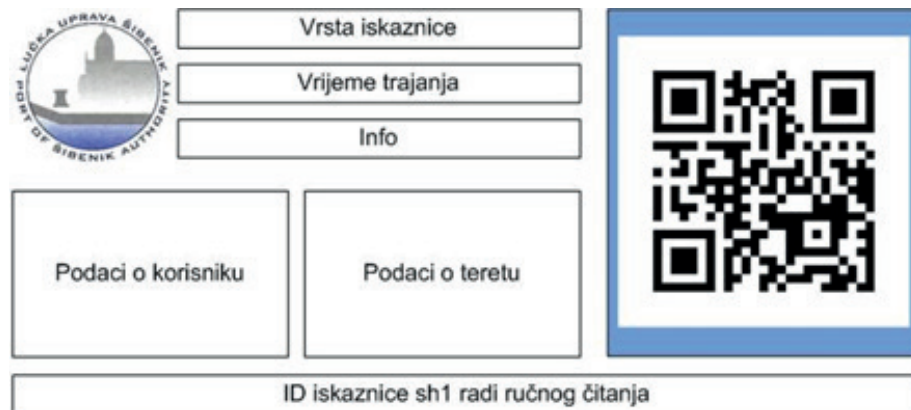 LUČKA UPRAVA ŠIBENIK
PORT OF ŠIBENIK AUTHORITY
Vrsta iskaznice
Vrijeme trajanja
Info
Podaci o korisniku
Podaci o teretu
ID iskaznice sh1 radi ručnog čitanja